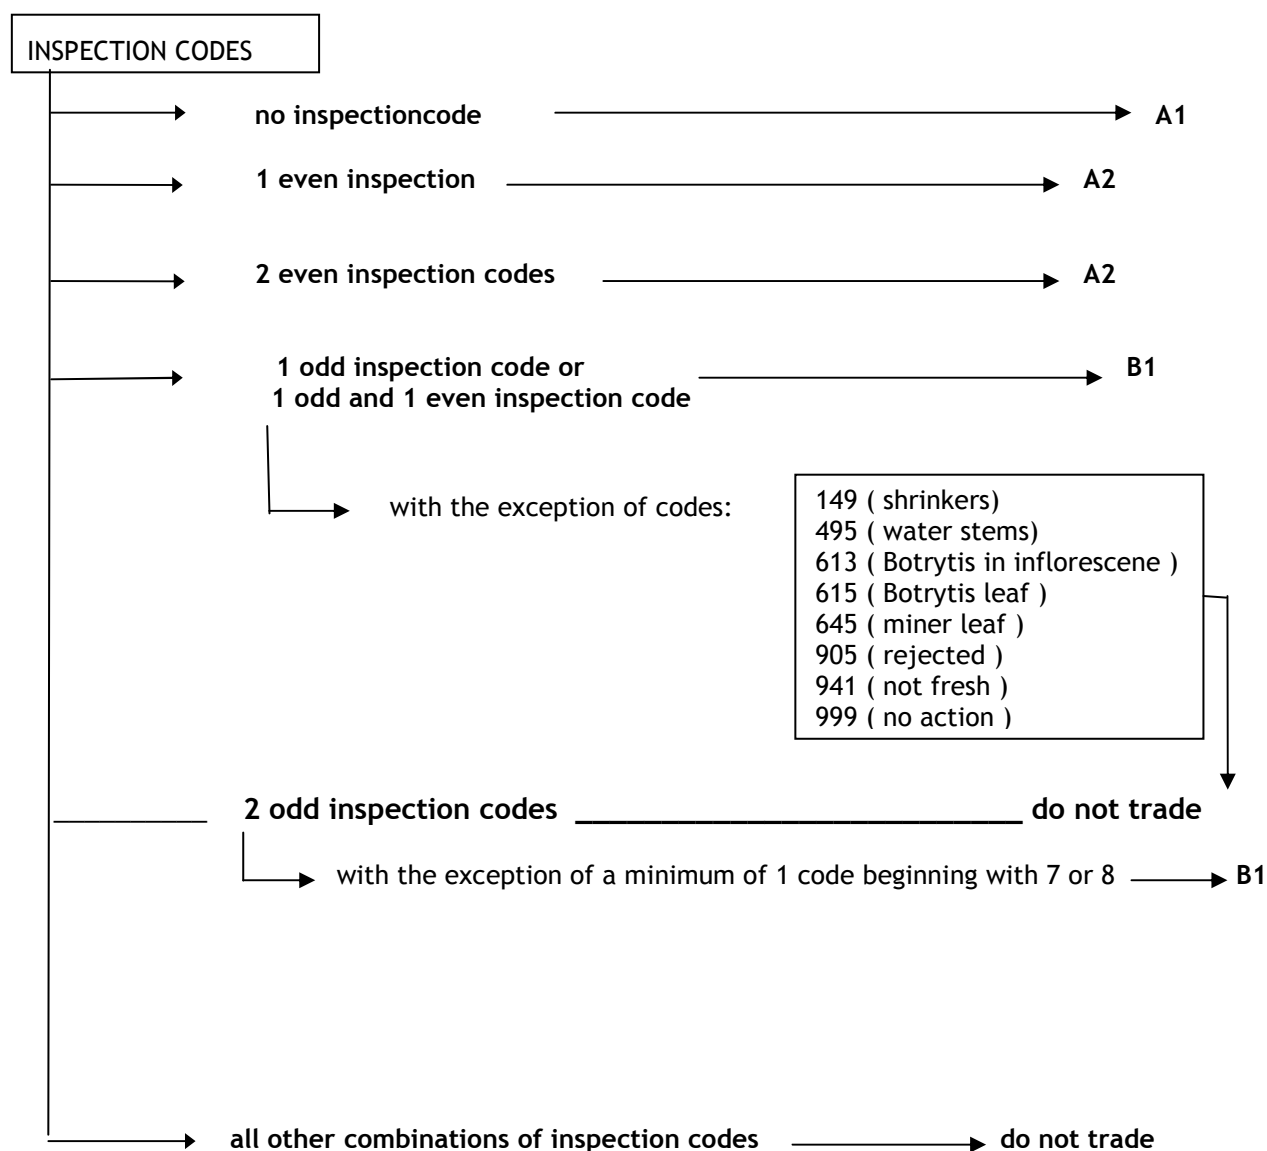 INSPECTION CODES
no inspectioncode A1
1 even inspection A2
2 even inspection codes A2
1 odd inspection code or B1
1 odd and 1 even inspection code
with the exception of codes:
149 ( shrinkers)
495 ( water stems)
613 ( Botrytis in inflorescene )
615 ( Botrytis leaf )
645 ( miner leaf )
905 ( rejected )
941 ( not fresh )
999 ( no action )
2 odd inspection codes do not trade
with the exception of a minimum of 1 code beginning with 7 or 8 B1
all other combinations of inspection codes do not trade